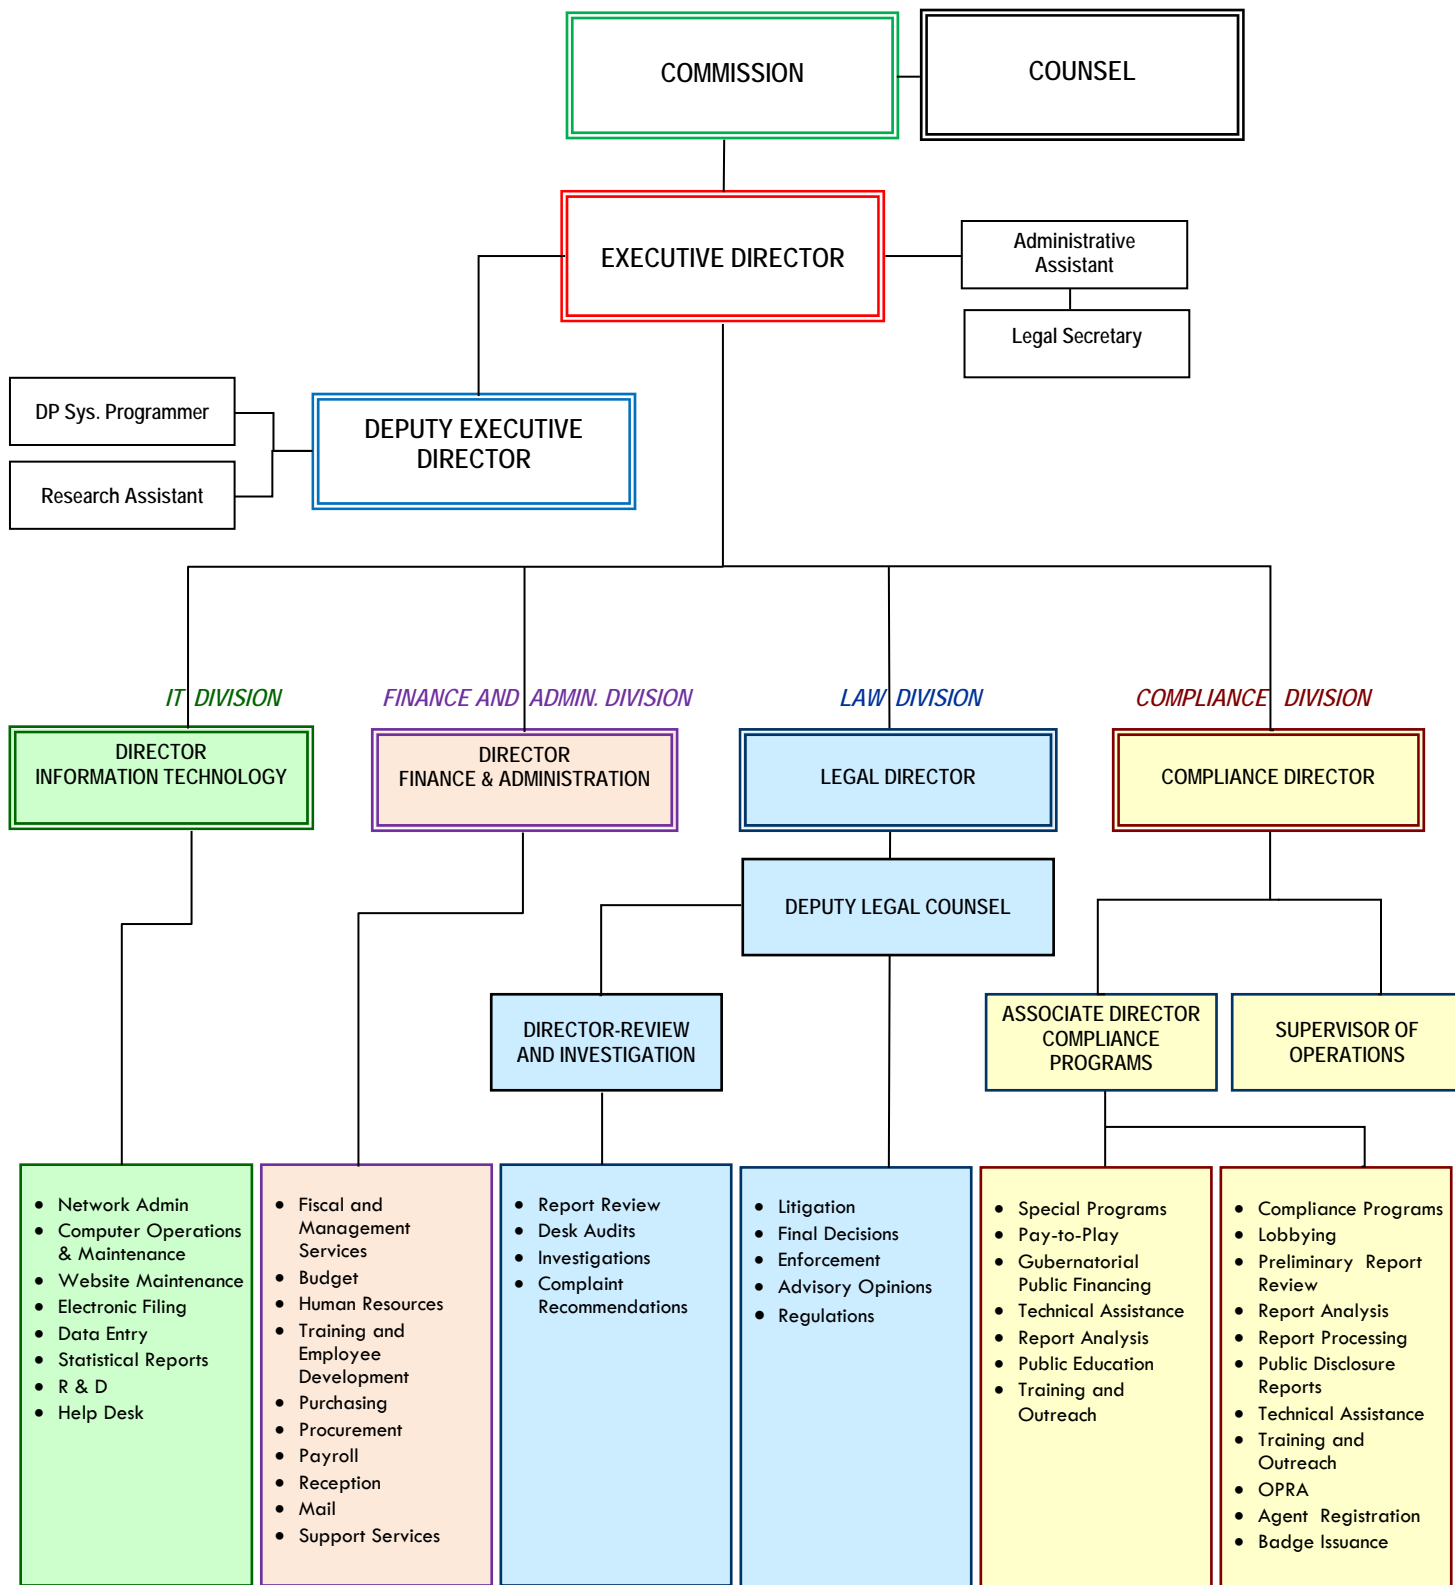 COMMISSION
COUNSEL
EXECUTIVE DIRECTOR
Administrative
Assistant
Legal Secretary
DP Sys. Programmer
Research Assistant
DEPUTY EXECUTIVE
DIRECTOR
IT DIVISION
FINANCE AND ADMIN. DIVISION
LAW DIVISION
COMPLIANCE DIVISION
DIRECTOR
INFORMATION TECHNOLOGY
DIRECTOR
FINANCE & ADMINISTRATION
LEGAL DIRECTOR
COMPLIANCE DIRECTOR
DEPUTY LEGAL COUNSEL
DIRECTOR-REVIEW
AND INVESTIGATION
ASSOCIATE DIRECTOR
COMPLIANCE
PROGRAMS
SUPERVISOR OF
OPERATIONS
• Network Admin
• Computer Operations
& Maintenance
• Website Maintenance
• Electronic Filing
• Data Entry
• Statistical Reports
• R & D
• Help Desk
• Fiscal and
Management
Services
• Budget
• Human Resources
• Training and
Employee
Development
• Purchasing
• Procurement
• Payroll
• Reception
• Mail
• Support Services
• Report Review
• Desk Audits
• Investigations
• Complaint
Recommendations
• Litigation
• Final Decisions
• Enforcement
• Advisory Opinions
• Regulations
• Special Programs
• Pay-to-Play
• Gubernatorial
Public Financing
• Technical Assistance
• Report Analysis
• Public Education
• Training and
Outreach
• Compliance Programs
• Lobbying
• Preliminary Report
Review
• Report Analysis
• Report Processing
• Public Disclosure
Reports
• Technical Assistance
• Training and
Outreach
• OPRA
• Agent Registration
• Badge Issuance